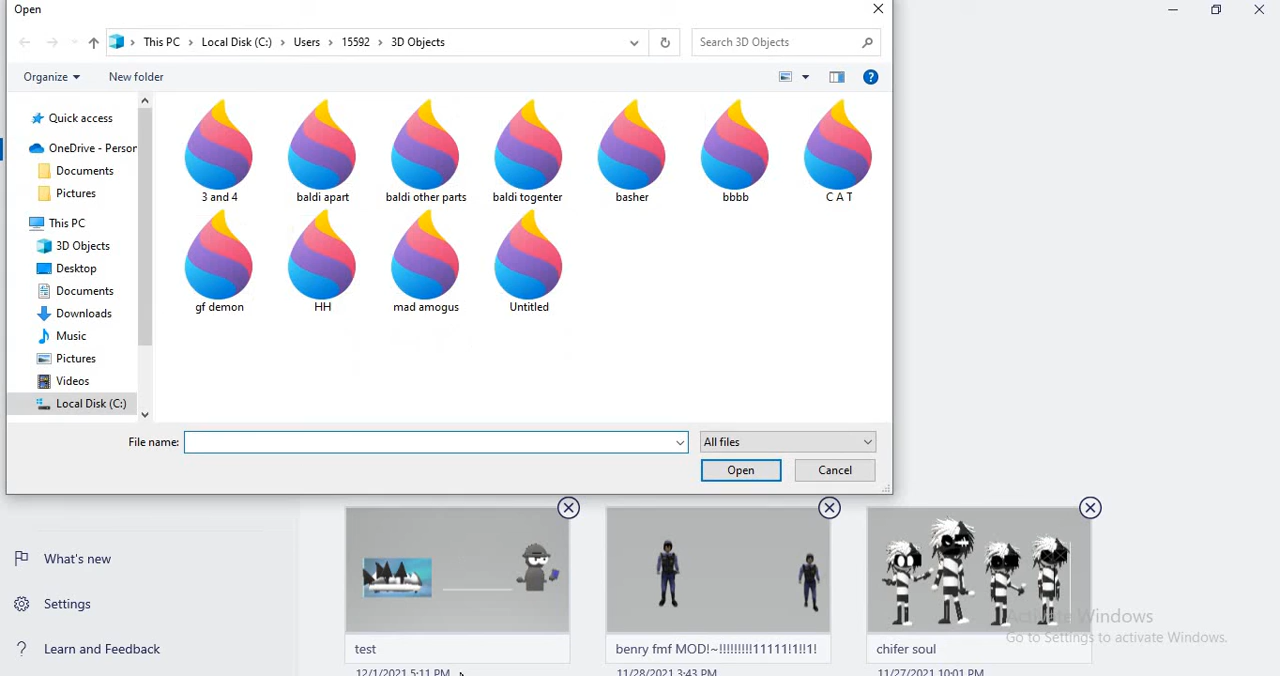 Open
This PC > Local Disk (C:) > Users > 15592 > 3D Objects
Search 3D Objects
Organize
New folder
Quick access
OneDrive - Person
Documents
Pictures
This PC
3D Objects
Desktop
Documents
Downloads
Music
Pictures
Videos
Local Disk (C:)
3 and 4
baldi apart
baldi other parts
baldi togenter
basher
bbbb
C A T
gf demon
HH
mad amogus
Untitled
File name:
All files
Open
Cancel
What's new
Settings
Learn and Feedback
test
benry fmf MOD!~!!!!!!!!!11111!1!!1!
chifer soul
12/1/2021 5:11 PM
11/28/2021 3:43 PM
11/27/2021 10:01 PM
Activate Windows
Go to Settings to activate Windows.